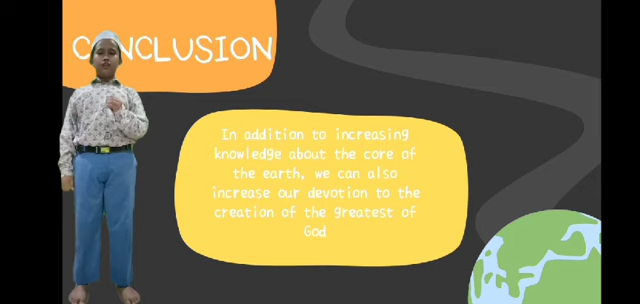 CONCLUSION
In addition to increasing
knowledge about the core of
the earth, we can also
increase our devotion to the
creation of the greatest of
God